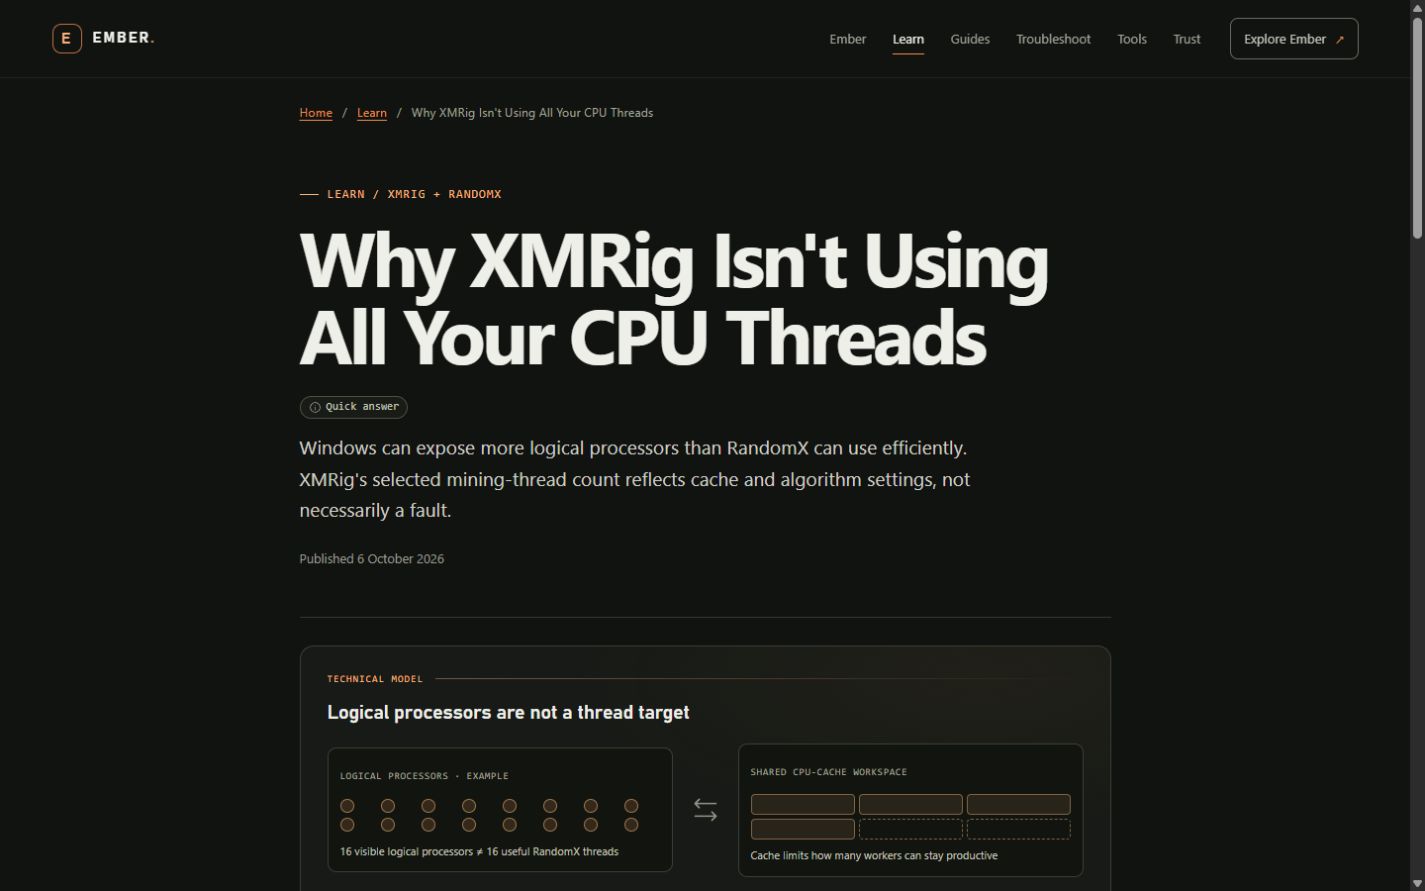 E EMBER.
Ember Learn Guides Troubleshoot Tools Trust Explore Ember ↗
Home / Learn / Why XMRig Isn't Using All Your CPU Threads
LEARN / XMRIG + RANDOMX
Why XMRig Isn't Using
All Your CPU Threads
Quick answer
Windows can expose more logical processors than RandomX can use efficiently.
XMRig's selected mining-thread count reflects cache and algorithm settings, not
necessarily a fault.
Published 6 October 2026
TECHNICAL MODEL
Logical processors are not a thread target
LOGICAL PROCESSORS · EXAMPLE
16 visible logical processors ≠ 16 useful RandomX threads
SHARED CPU-CACHE WORKSPACE
Cache limits how many workers can stay productive